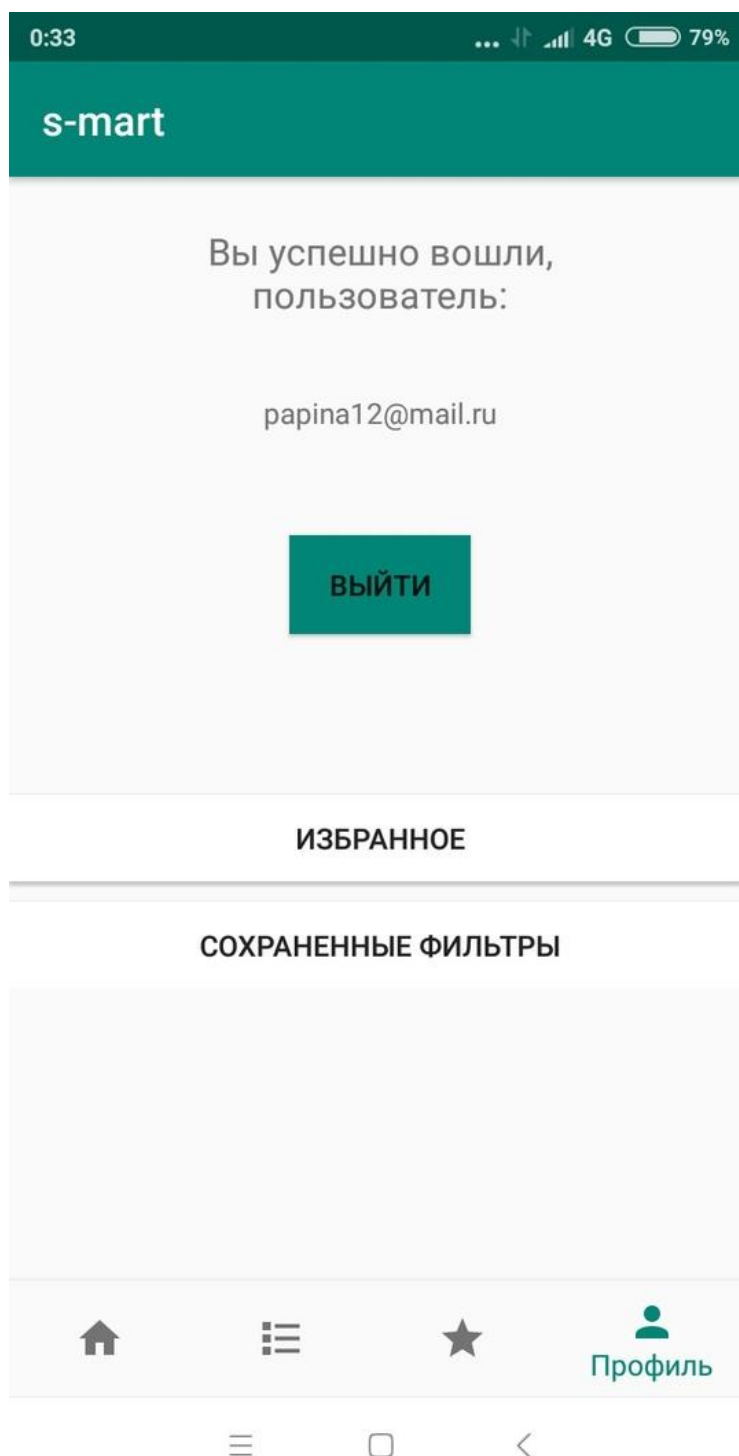 0:33 ... 4G 79%
s-mart
Вы успешно вошли,
пользователь:
papina12@mail.ru
ВЫЙТИ
ИЗБРАННОЕ
СОХРАНЕННЫЕ ФИЛЬТРЫ
Профиль